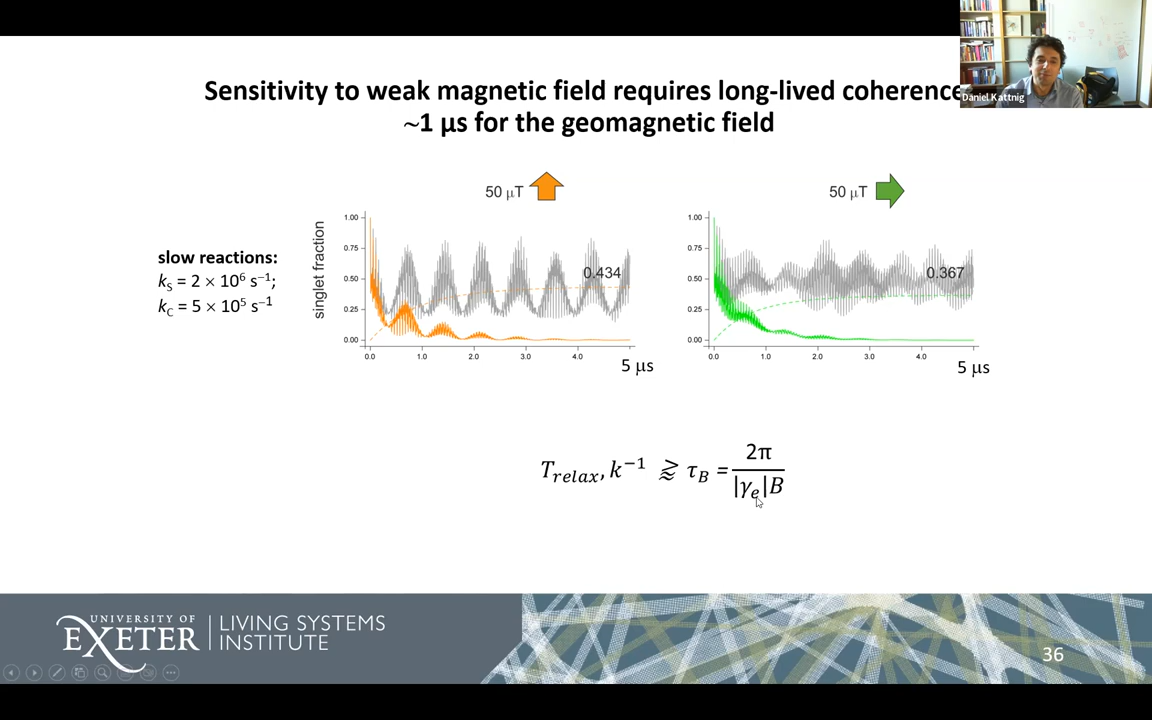 Daniel Kattnig
Sensitivity to weak magnetic field requires long-lived coherence
~1 μs for the geomagnetic field
50 μT
50 μT
slow reactions:
kS = 2 × 10⁶ s⁻¹;
kC = 5 × 10⁵ s⁻¹
singlet fraction
1.00
0.75
0.50
0.25
0.00
0.434
0.0
1.0
2.0
3.0
4.0
5 μs
1.00
0.75
0.50
0.25
0.00
0.367
0.0
1.0
2.0
3.0
4.0
5 μs
T_relax, k⁻¹ ⪆ τ_B = 2π / |γ_e|B
UNIVERSITY OF
EXETER
LIVING SYSTEMS
INSTITUTE
36